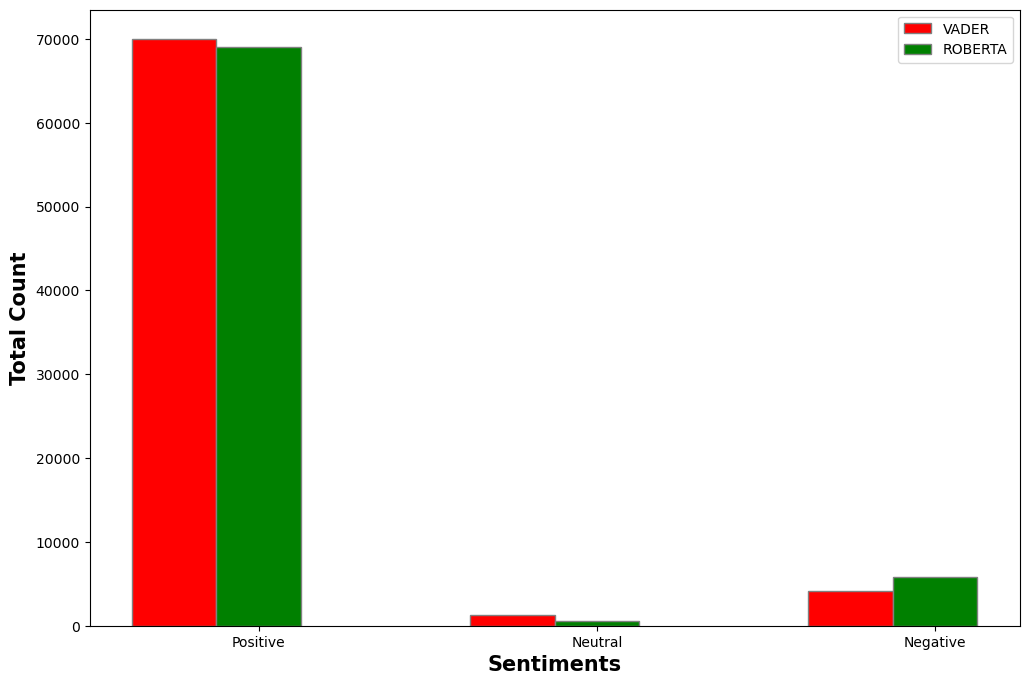 VADER
ROBERTA
70000
60000
50000
40000
30000
20000
10000
0
Total Count
Positive
Neutral
Negative
Sentiments